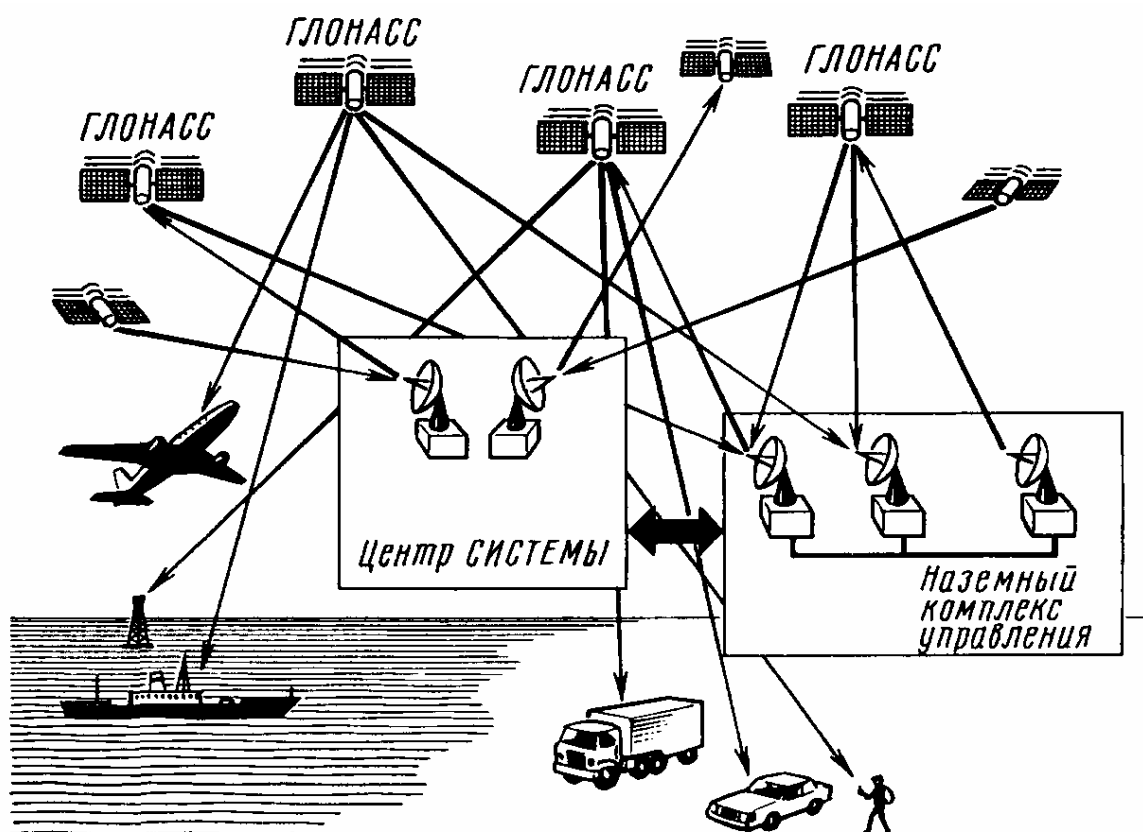 ГЛОНАСС
ГЛОНАСС
ГЛОНАСС
ГЛОНАСС
Центр СИСТЕМЫ
Наземный
комплекс
управления